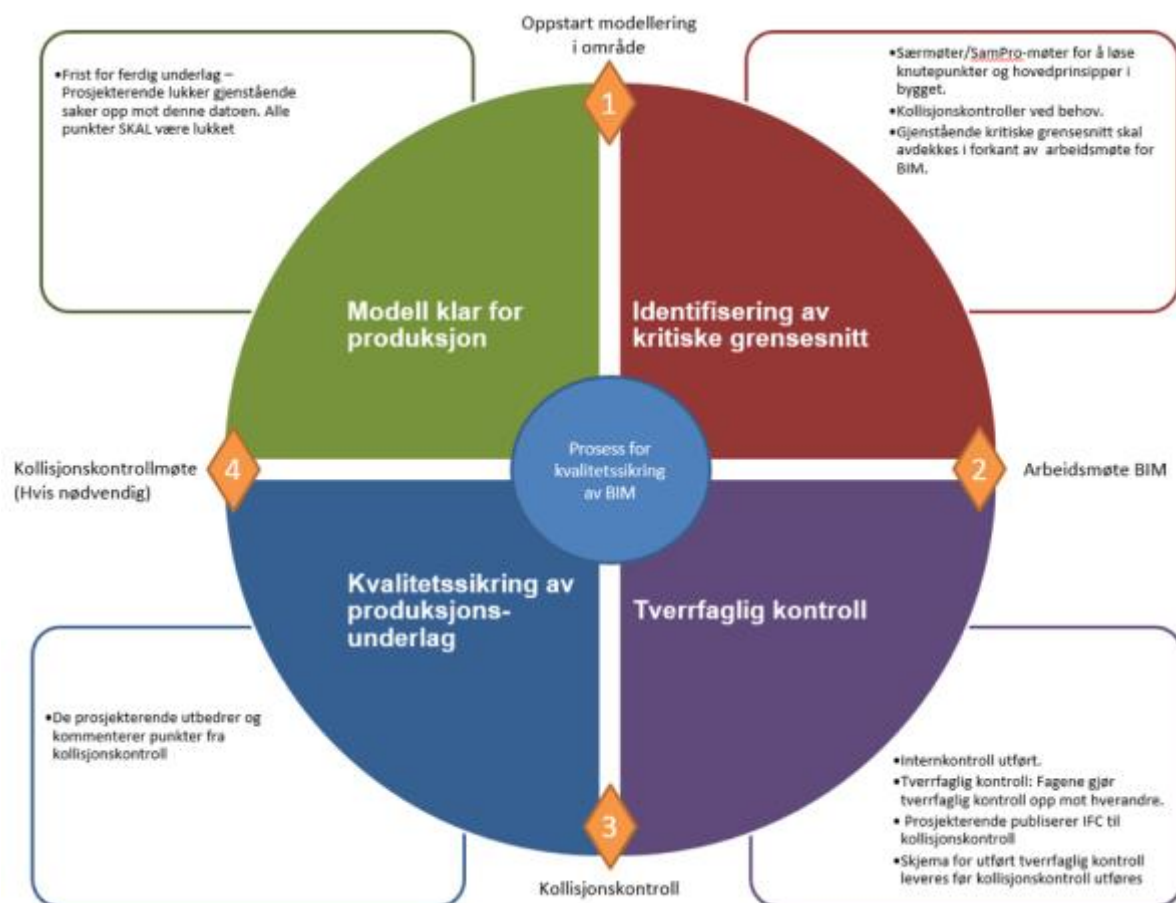 Oppstart modellering
i område
•Frist for ferdig underlag –
Prosjekterende lukker gjenstående
saker opp mot denne datoen. Alle
punkter SKAL være lukket
•Særmøter/SamPro-møter for å løse
knutepunkter og hovedprinsipper i
bygget.
•Kollisjonskontroller ved behov.
•Gjenstående kritiske grensesnitt skal
avdekkes i forkant av arbeidsmøte for
BIM.
1
Modell klar for
produksjon
Identifisering av
kritiske grensesnitt
Kollisjonskontrollmøte
(Hvis nødvendig)
4
Prosess for
kvalitetssikring
av BIM
2
Arbeidsmøte BIM
Kvalitetssikring av
produksjons-
underlag
Tverrfaglig kontroll
•De prosjekterende utbedrer og
kommenterer punkter fra
kollisjonskontroll
•Internkontroll utført.
•Tverrfaglig kontroll: Fagene gjør
tverrfaglig kontroll opp mot hverandre.
• Prosjekterende publiserer IFC til
kollisjonskontroll
•Skjema for utført tverrfaglig kontroll
leveres før kollisjonskontroll utføres
3
Kollisjonskontroll